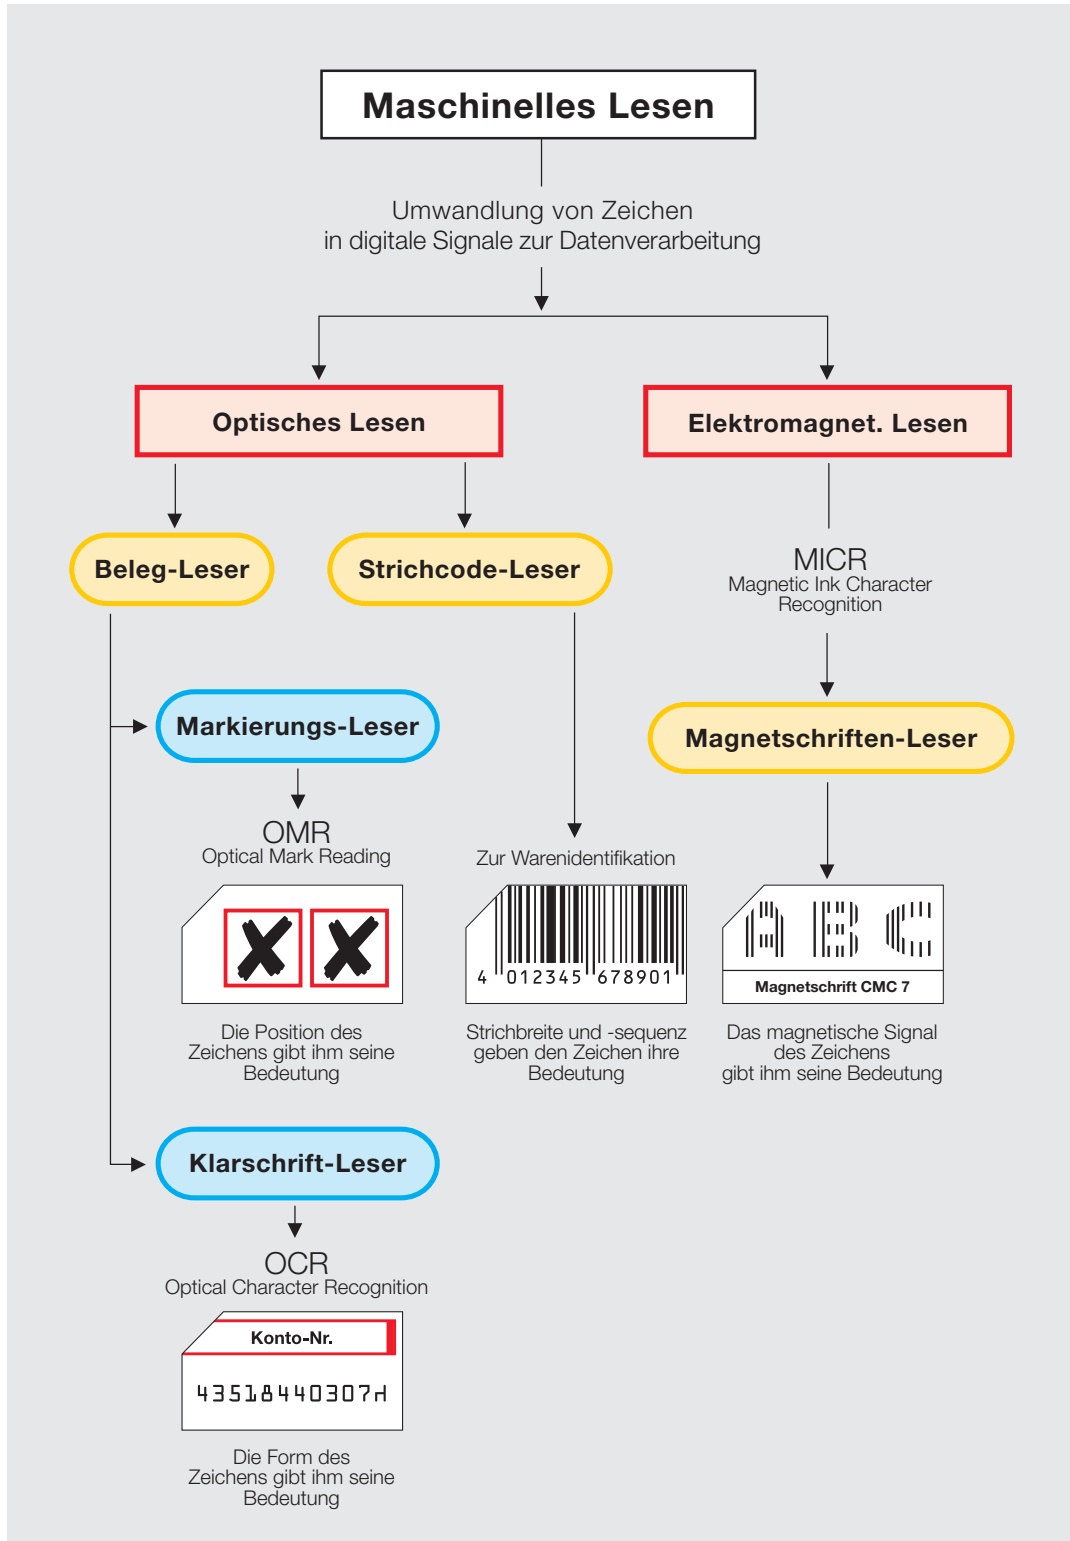 Maschinelles Lesen
Umwandlung von Zeichen
in digitale Signale zur Datenverarbeitung
Optisches Lesen
Elektromagnet. Lesen
Beleg-Leser
Strichcode-Leser
MICR
Magnetic Ink Character
Recognition
Markierungs-Leser
Magnetschriften-Leser
OMR
Optical Mark Reading
Zur Warenidentifikation
4 012345 678901
ABC
Magnetschrift CMC 7
Die Position des
Zeichens gibt ihm seine
Bedeutung
Strichbreite und -sequenz
geben den Zeichen ihre
Bedeutung
Das magnetische Signal
des Zeichens
gibt ihm seine Bedeutung
Klarschrift-Leser
OCR
Optical Character Recognition
Konto-Nr.
43518440307⑁
Die Form des
Zeichens gibt ihm seine
Bedeutung